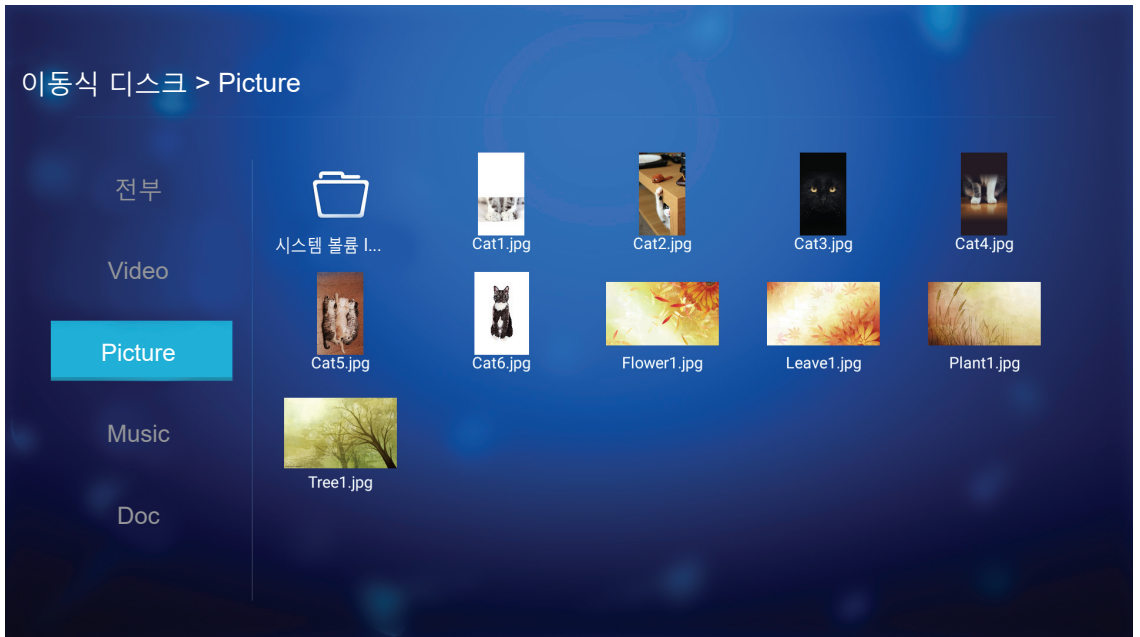 이동식 디스크 > Picture
전부
Video
Picture
Music
Doc
시스템 볼륨 I...
Cat1.jpg
Cat2.jpg
Cat3.jpg
Cat4.jpg
Cat5.jpg
Cat6.jpg
Flower1.jpg
Leave1.jpg
Plant1.jpg
Tree1.jpg